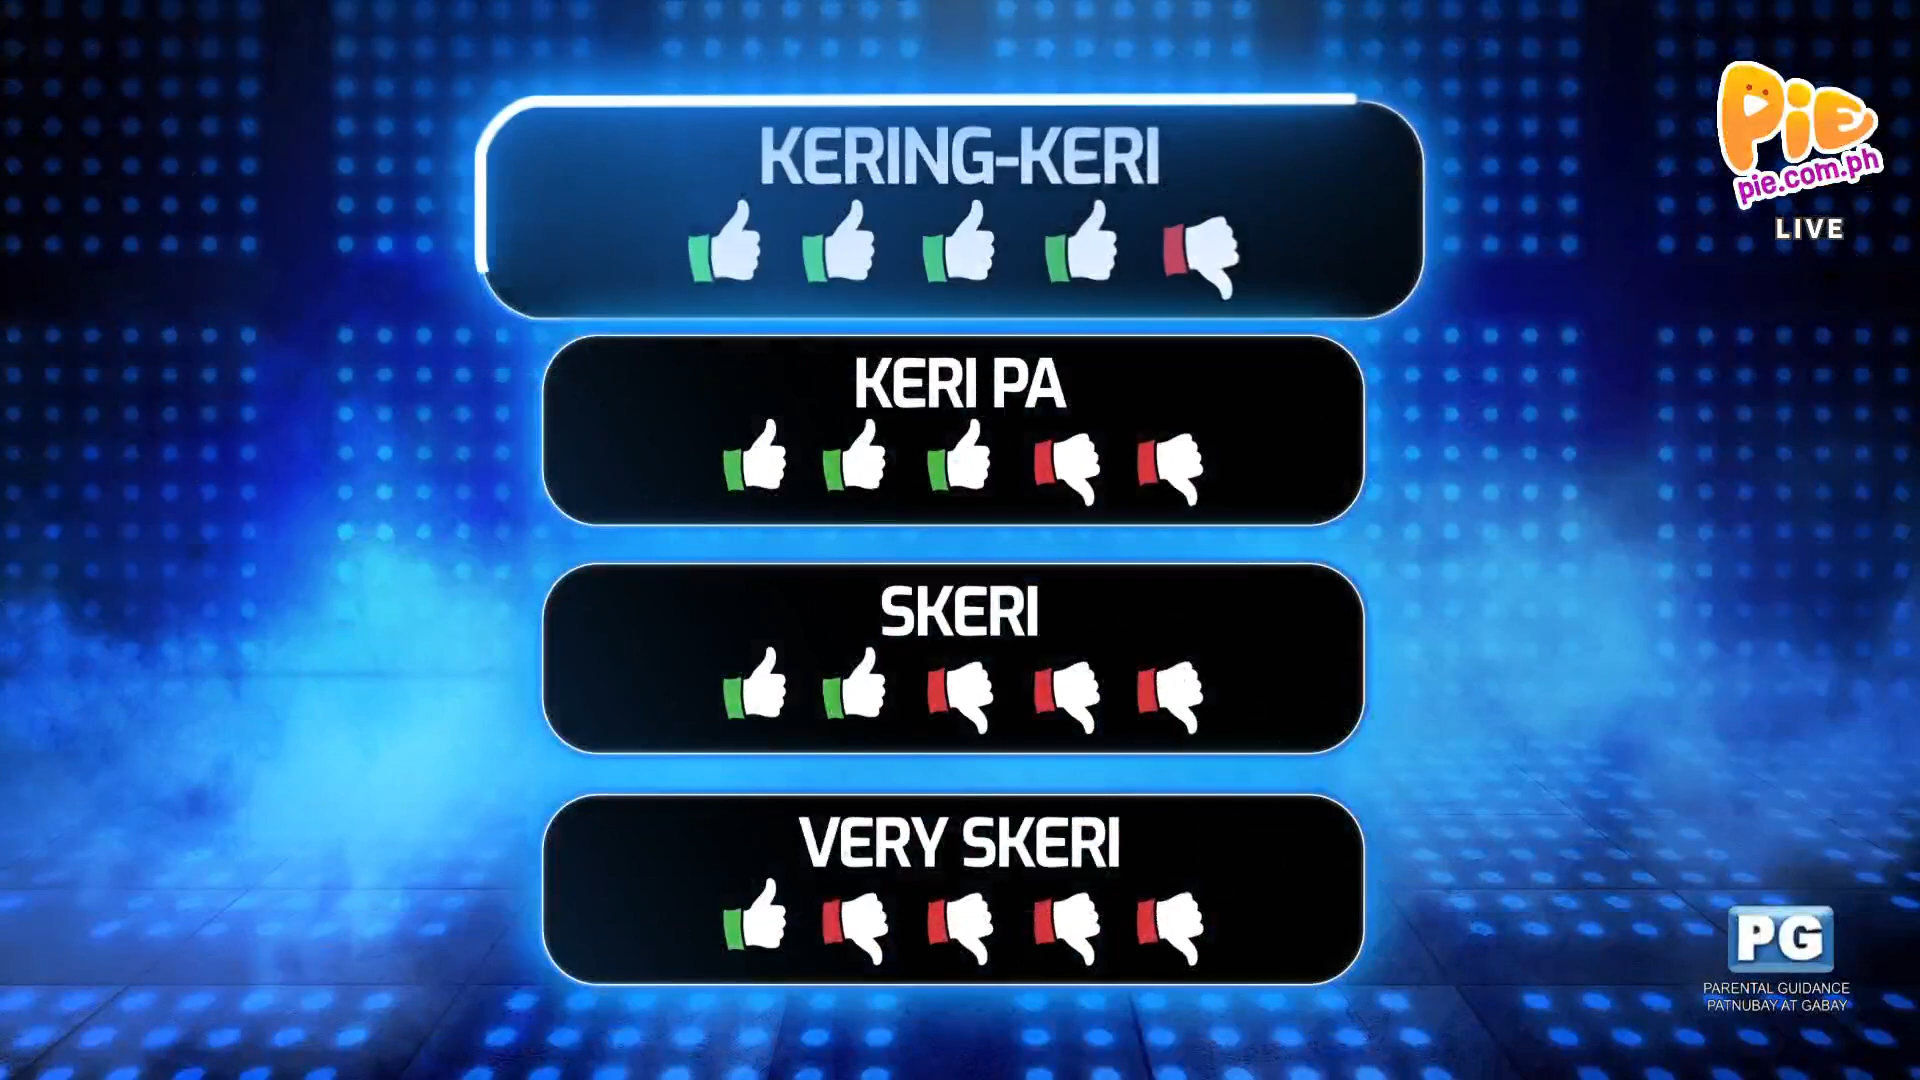 KERING-KERI
KERI PA
SKERI
VERY SKERI
Pie
pie.com.ph
LIVE
PG
PARENTAL GUIDANCE
PATNUBAY AT GABAY